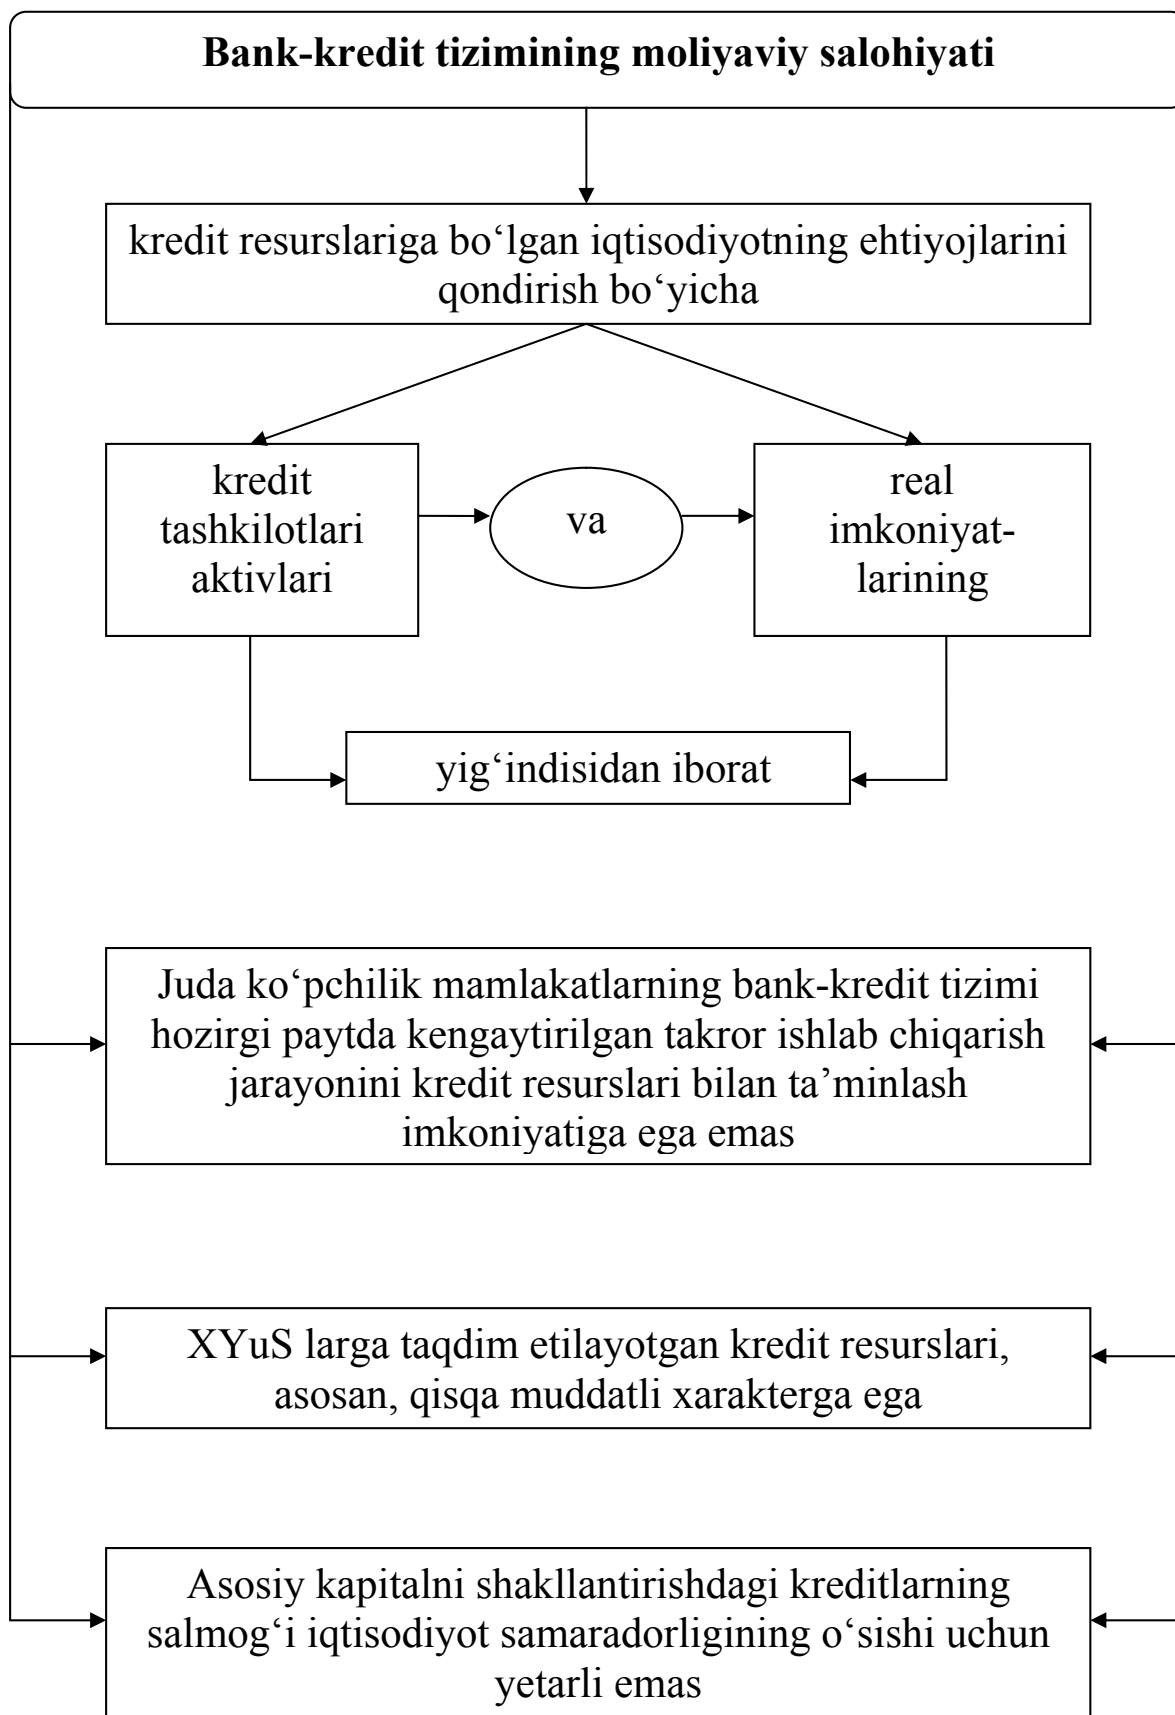 Bank-kredit tizimining moliyaviy salohiyati
kredit resurslariga bo‘lgan iqtisodiyotning ehtiyojlarini
qondirish bo‘yicha
kredit
tashkilotlari
aktivlari
va
real
imkoniyat-
larining
yig‘indisidan iborat
Juda ko‘pchilik mamlakatlarning bank-kredit tizimi
hozirgi paytda kengaytirilgan takror ishlab chiqarish
jarayonini kredit resurslari bilan ta’minlash
imkoniyatiga ega emas
XYuS larga taqdim etilayotgan kredit resurslari,
asosan, qisqa muddatli xarakterga ega
Asosiy kapitalni shakllantirishdagi kreditlarning
salmog‘i iqtisodiyot samaradorligining o‘sishi uchun
yetarli emas